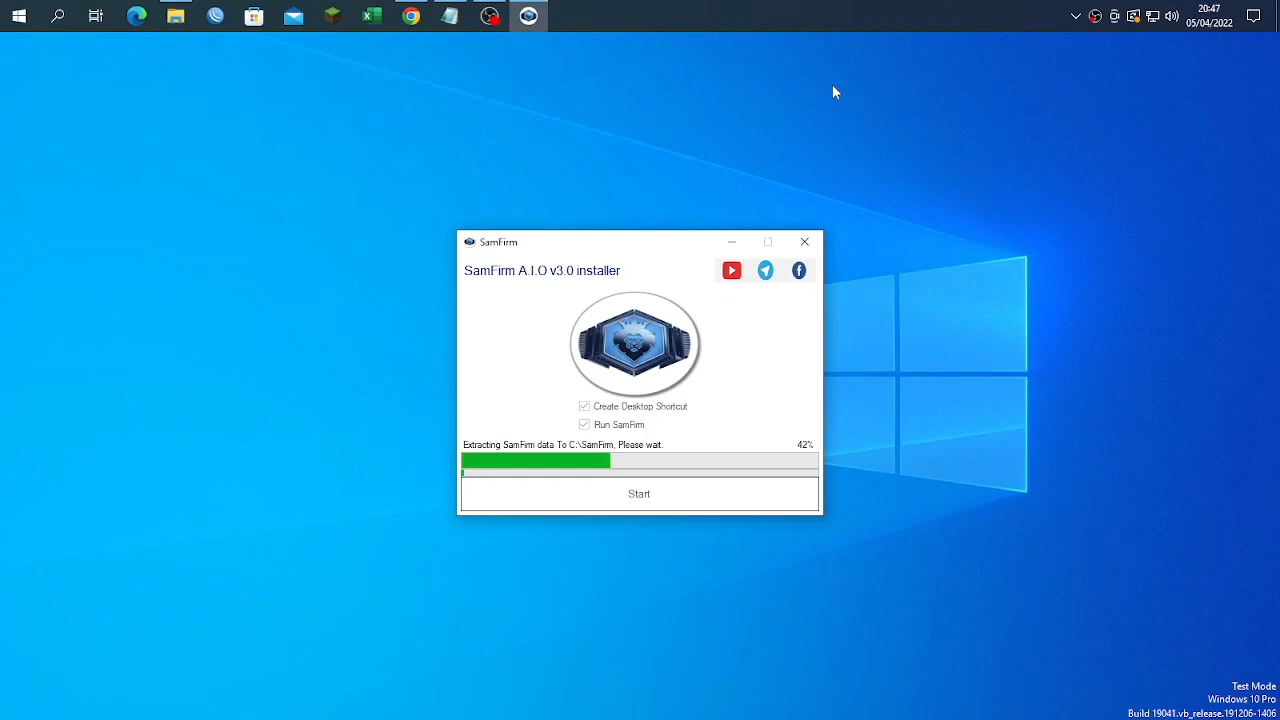 20:47
05/04/2022
SamFirm
SamFirm A.I.O v3.0 installer
Create Desktop Shortcut
Run SamFirm
Extracting SamFirm data To C:\SamFirm, Please wait. 42%
Start
Test Mode
Windows 10 Pro
Build 19041.vb_release.191206-1406